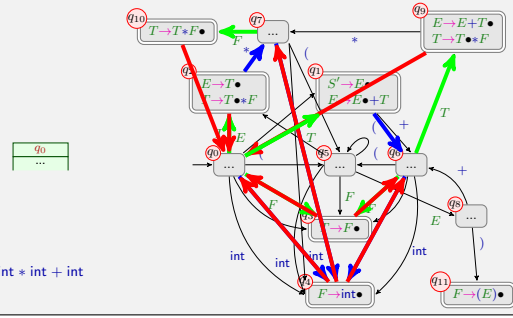 q10
T→T*F●
q7
...
q9
E→E+T●
T→T●*F
F
*
*
(
q2
E→T●
T→T●*F
q1
S'→E●
E→E●+T
T
E
T
(
+
(
T
q0
...
q0
...
q5
...
(
q6
...
+
F
F
F
q3
T→F●
E
q8
...
)
int
int
int
int
int * int + int
q4
F→int●
q11
F→(E)●